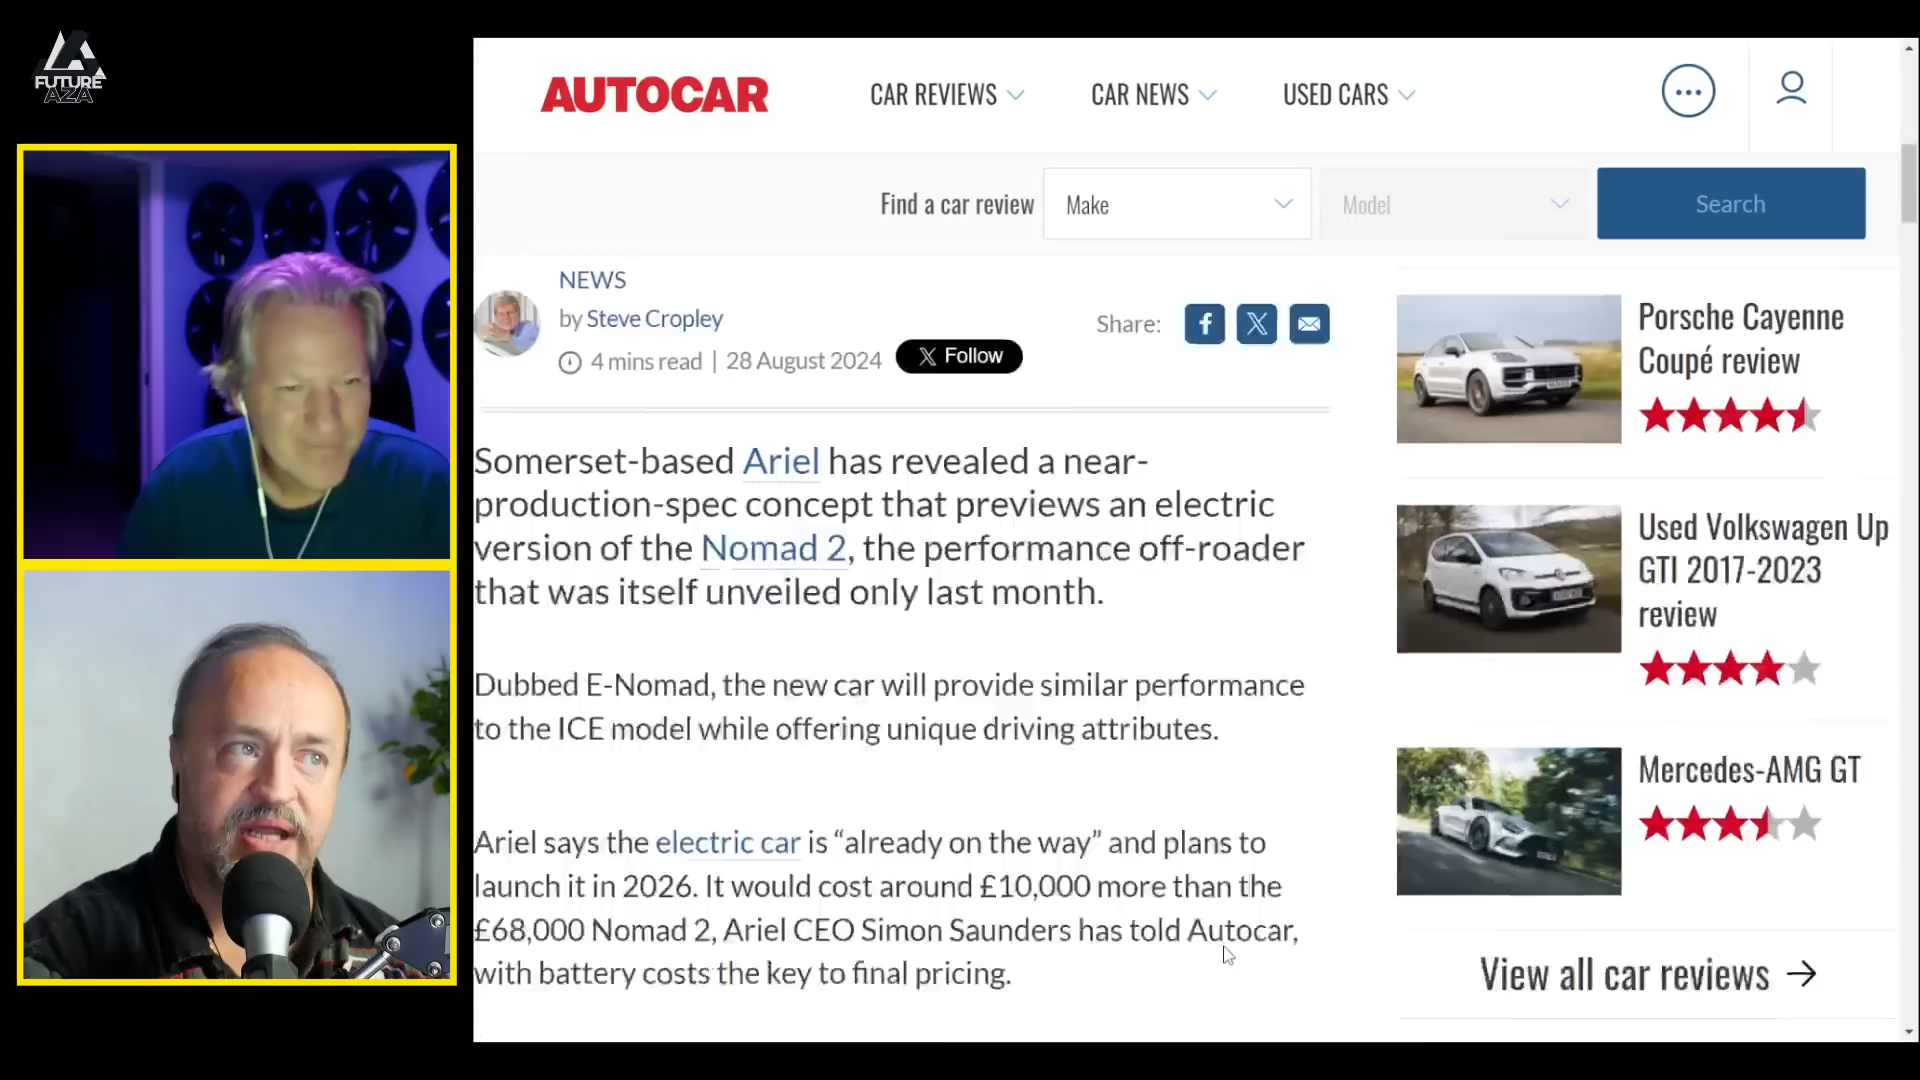 FUTURE
AZA
AUTOCAR
CAR REVIEWS
CAR NEWS
USED CARS
Find a car review
Make
Model
Search
NEWS
by Steve Cropley
4 mins read | 28 August 2024
X Follow
Share:
Somerset-based Ariel has revealed a near-
production-spec concept that previews an electric
version of the Nomad 2, the performance off-roader
that was itself unveiled only last month.
Dubbed E-Nomad, the new car will provide similar performance
to the ICE model while offering unique driving attributes.
Ariel says the electric car is “already on the way” and plans to
launch it in 2026. It would cost around £10,000 more than the
£68,000 Nomad 2, Ariel CEO Simon Saunders has told Autocar,
with battery costs the key to final pricing.
Porsche Cayenne
Coupé review
Used Volkswagen Up
GTI 2017-2023
review
Mercedes-AMG GT
View all car reviews →